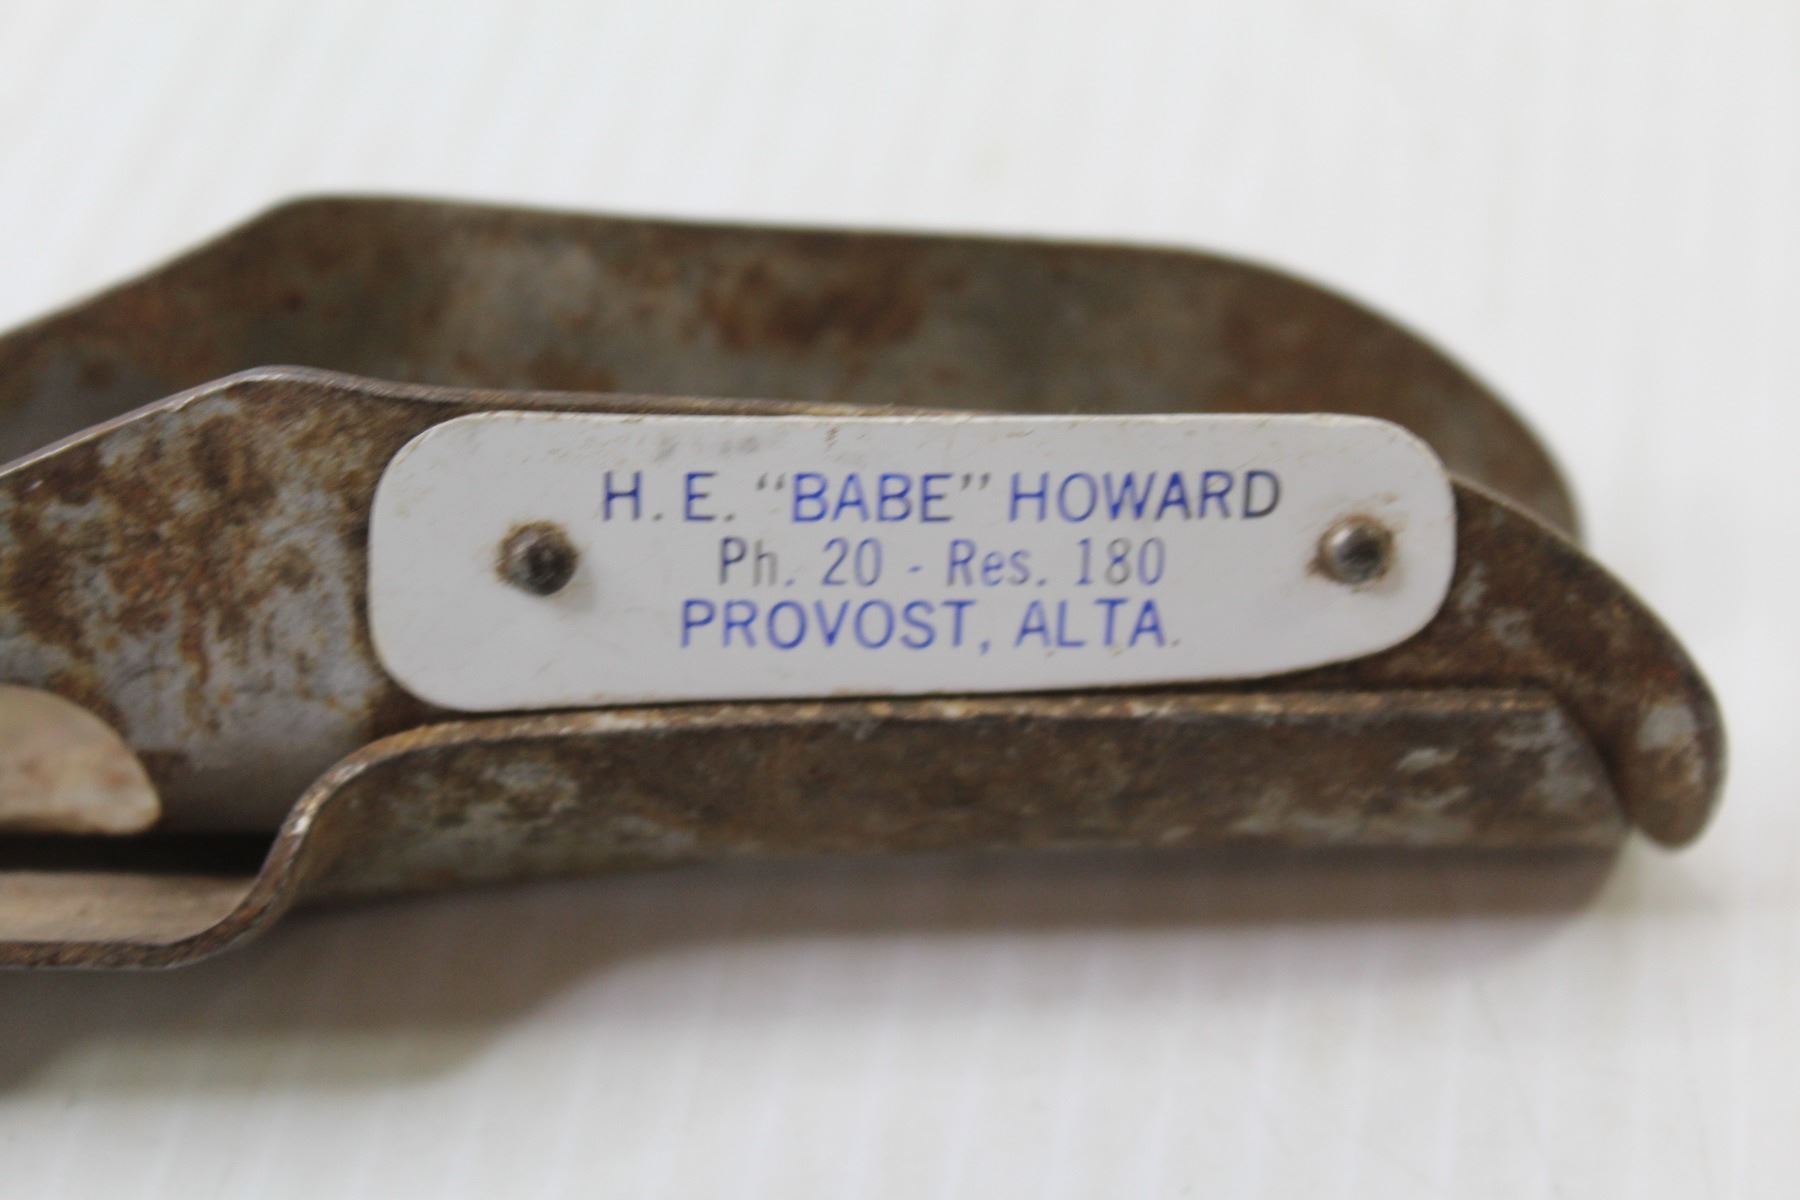 H. E. "BABE" HOWARD
Ph. 20 - Res. 180
PROVOST, ALTA.